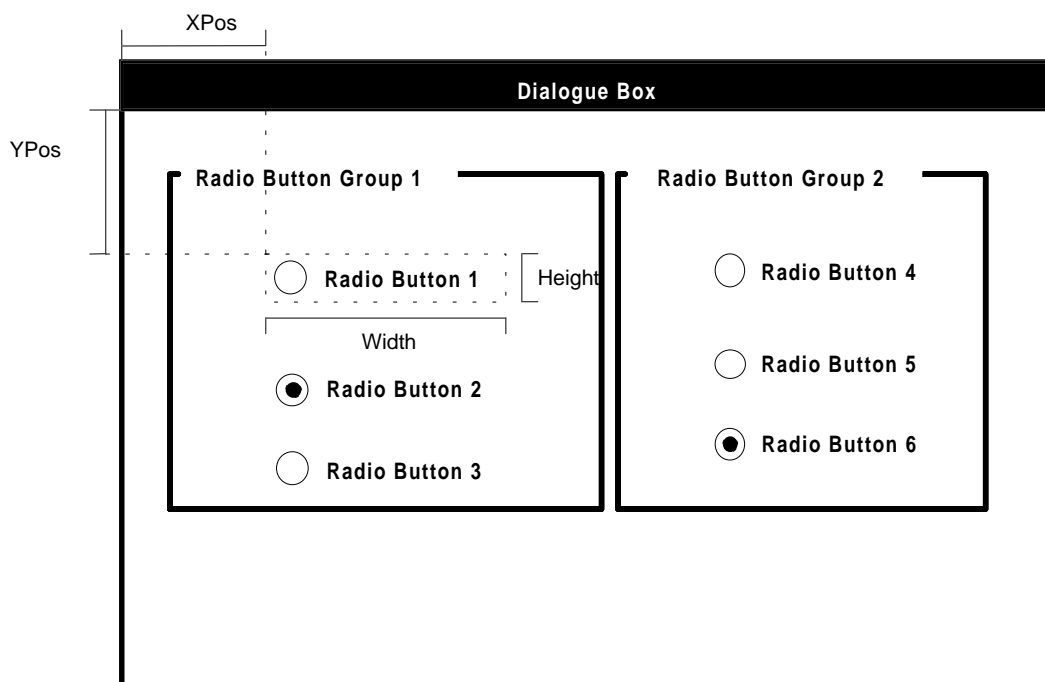 XPos
Dialogue Box
YPos
Radio Button Group 1
Radio Button Group 2
Radio Button 1
Height
Radio Button 4
Width
Radio Button 2
Radio Button 5
Radio Button 3
Radio Button 6